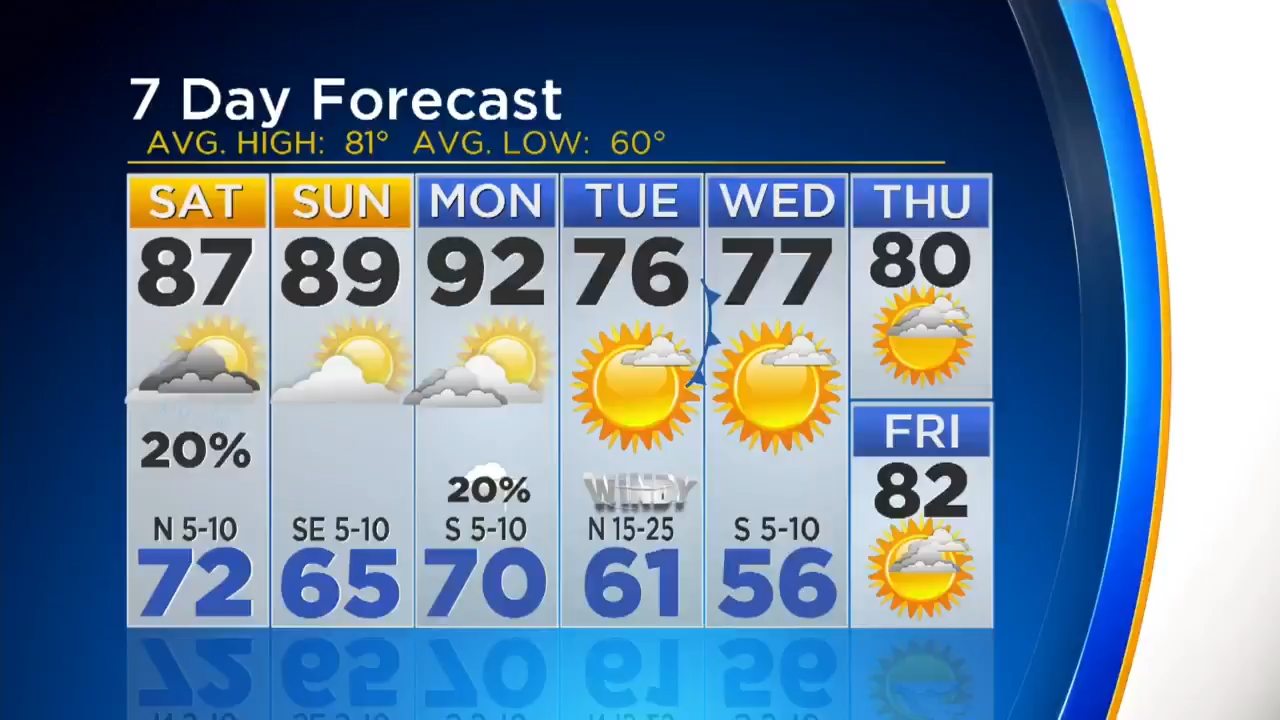 7 Day Forecast
AVG. HIGH: 81° AVG. LOW: 60°
SAT
87
20%
N 5-10
72
SUN
89
SE 5-10
65
MON
92
20%
S 5-10
70
TUE
76
WINDY
N 15-25
61
WED
77
S 5-10
56
THU
80
FRI
82